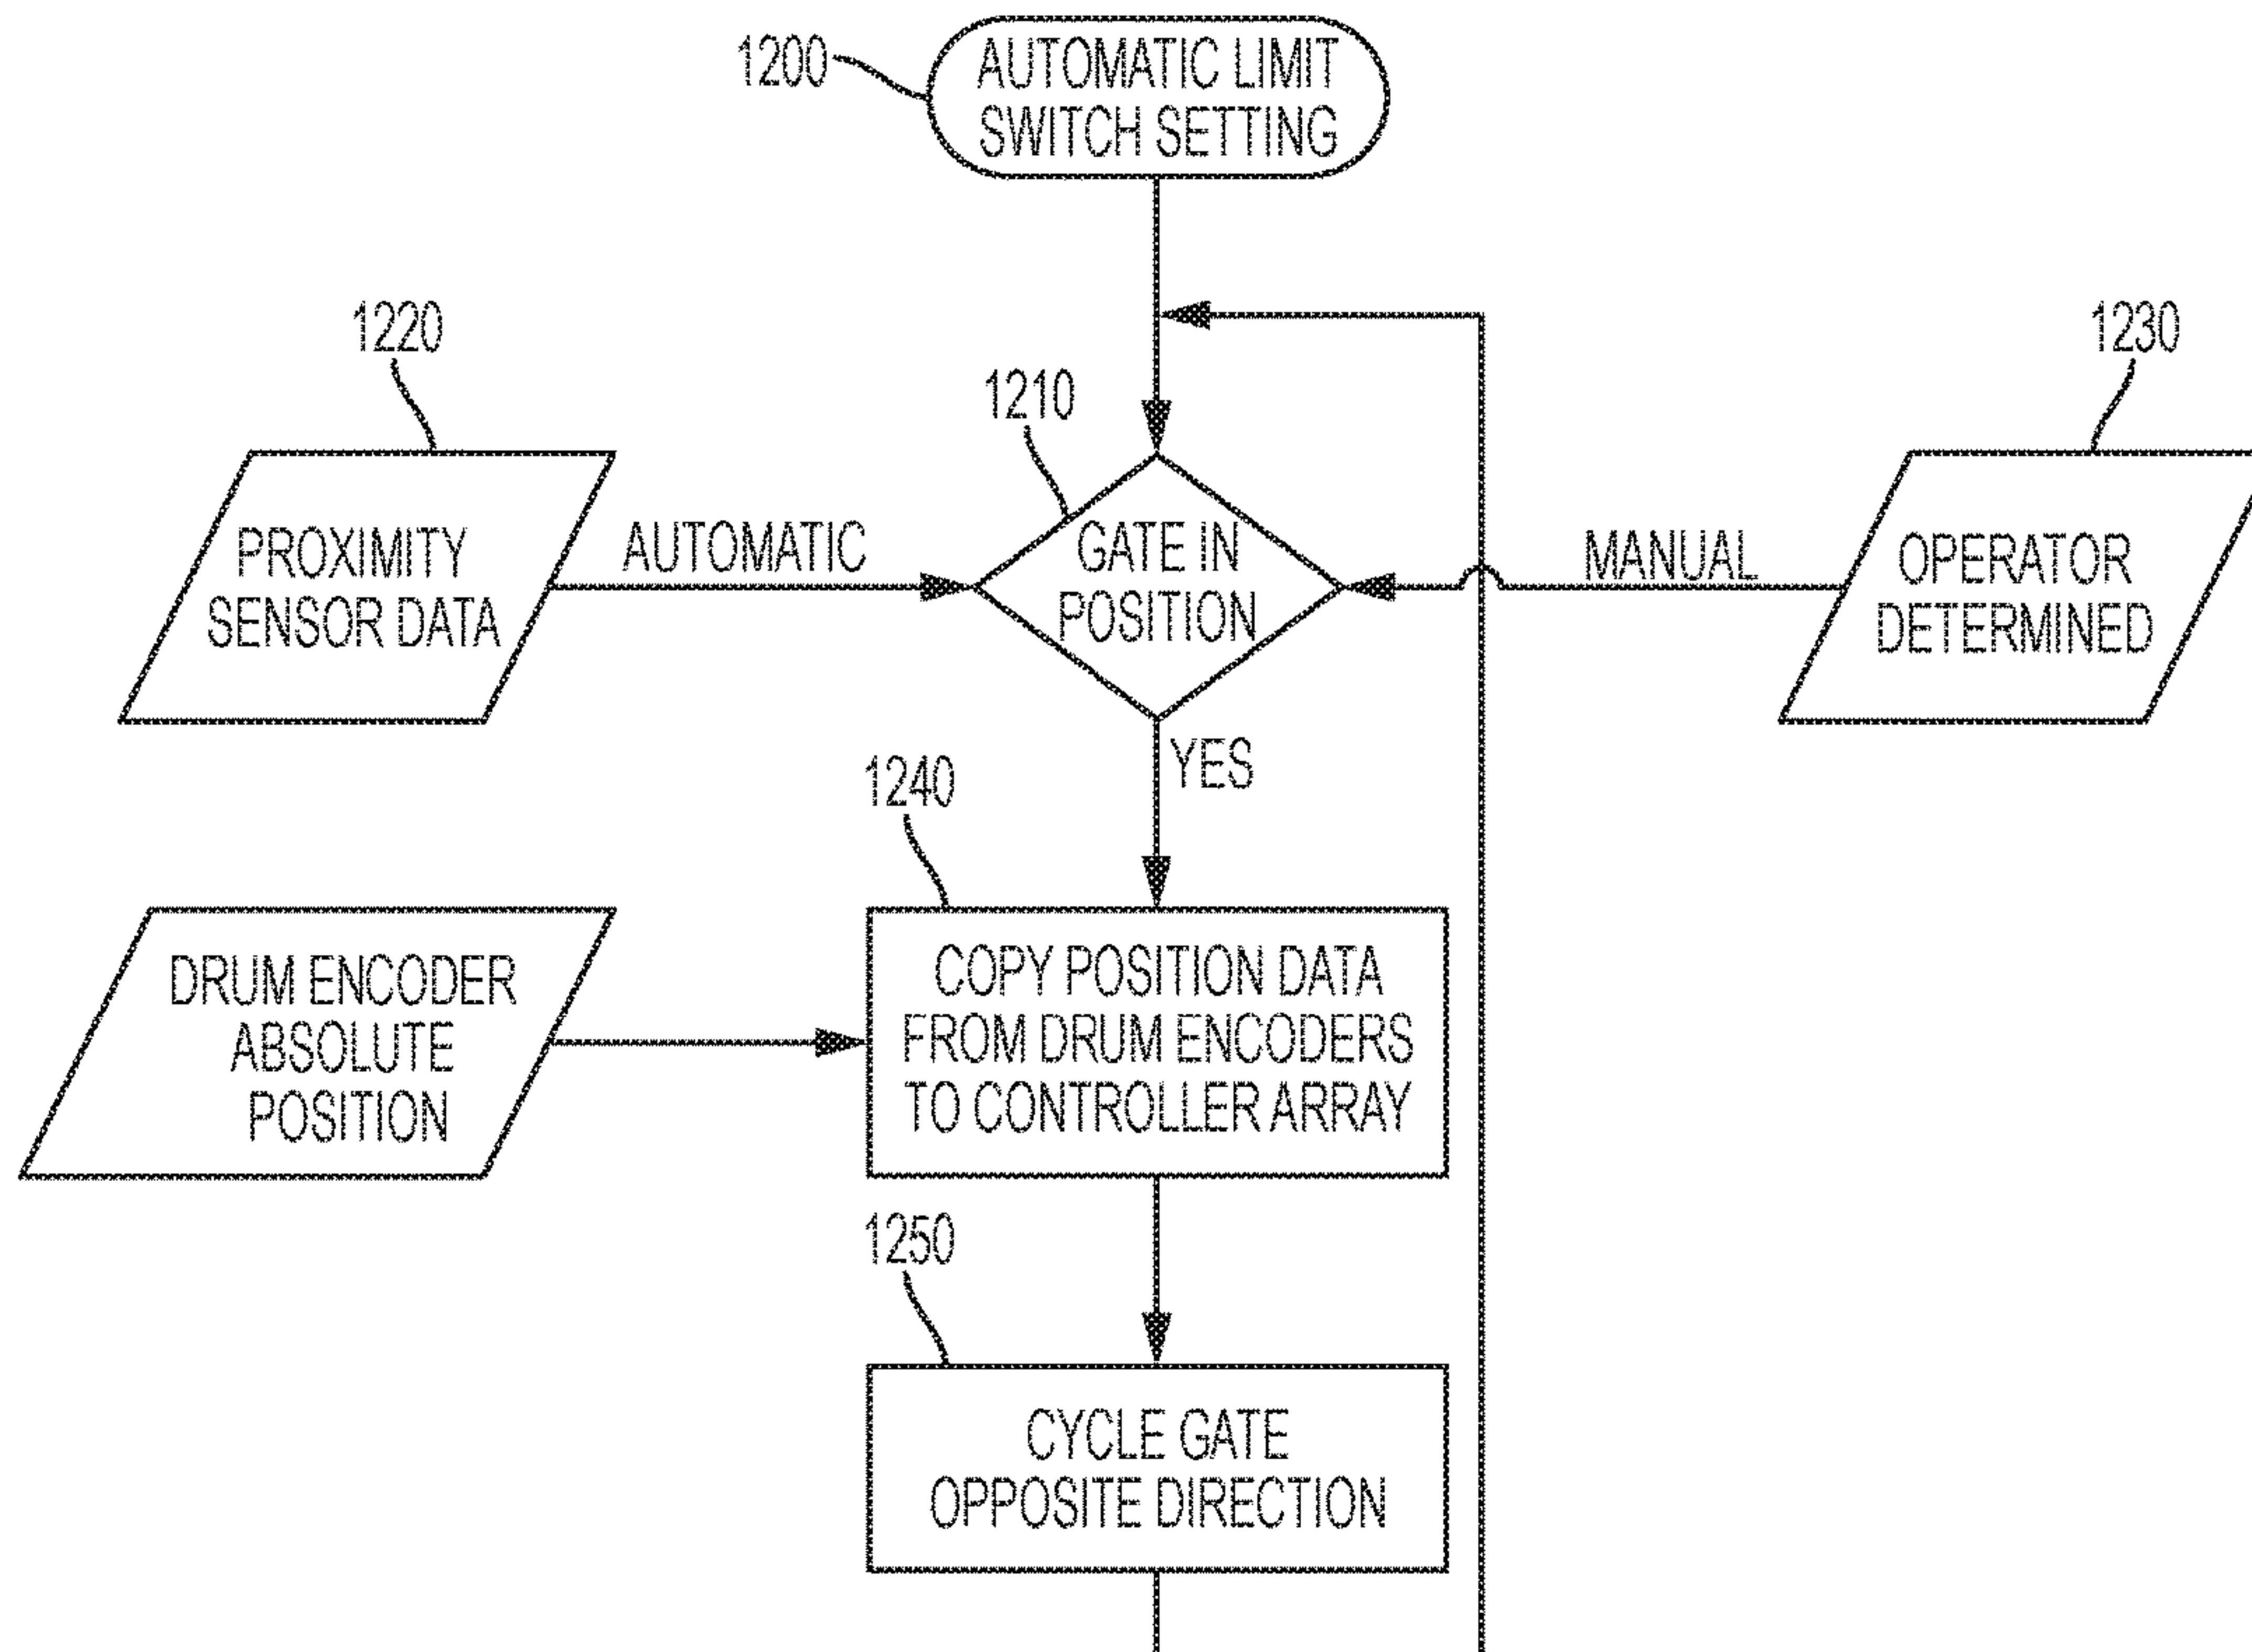 1200
AUTOMATIC LIMIT
SWITCH SETTING
1220
1230
1210
PROXIMITY
SENSOR DATA
AUTOMATIC
GATE IN
POSITION
MANUAL
OPERATOR
DETERMINED
YES
1240
DRUM ENCODER
ABSOLUTE
POSITION
COPY POSITION DATA
FROM DRUM ENCODERS
TO CONTROLLER ARRAY
1250
CYCLE GATE
OPPOSITE DIRECTION